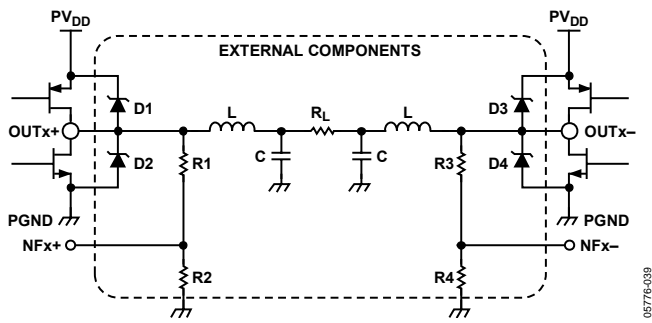 PVDD
PVDD
EXTERNAL COMPONENTS
D1
L
RL
L
D3
OUTx+
OUTx–
D2
R1
C
C
R3
D4
PGND
PGND
NFx+
NFx–
R2
R4
05776-039